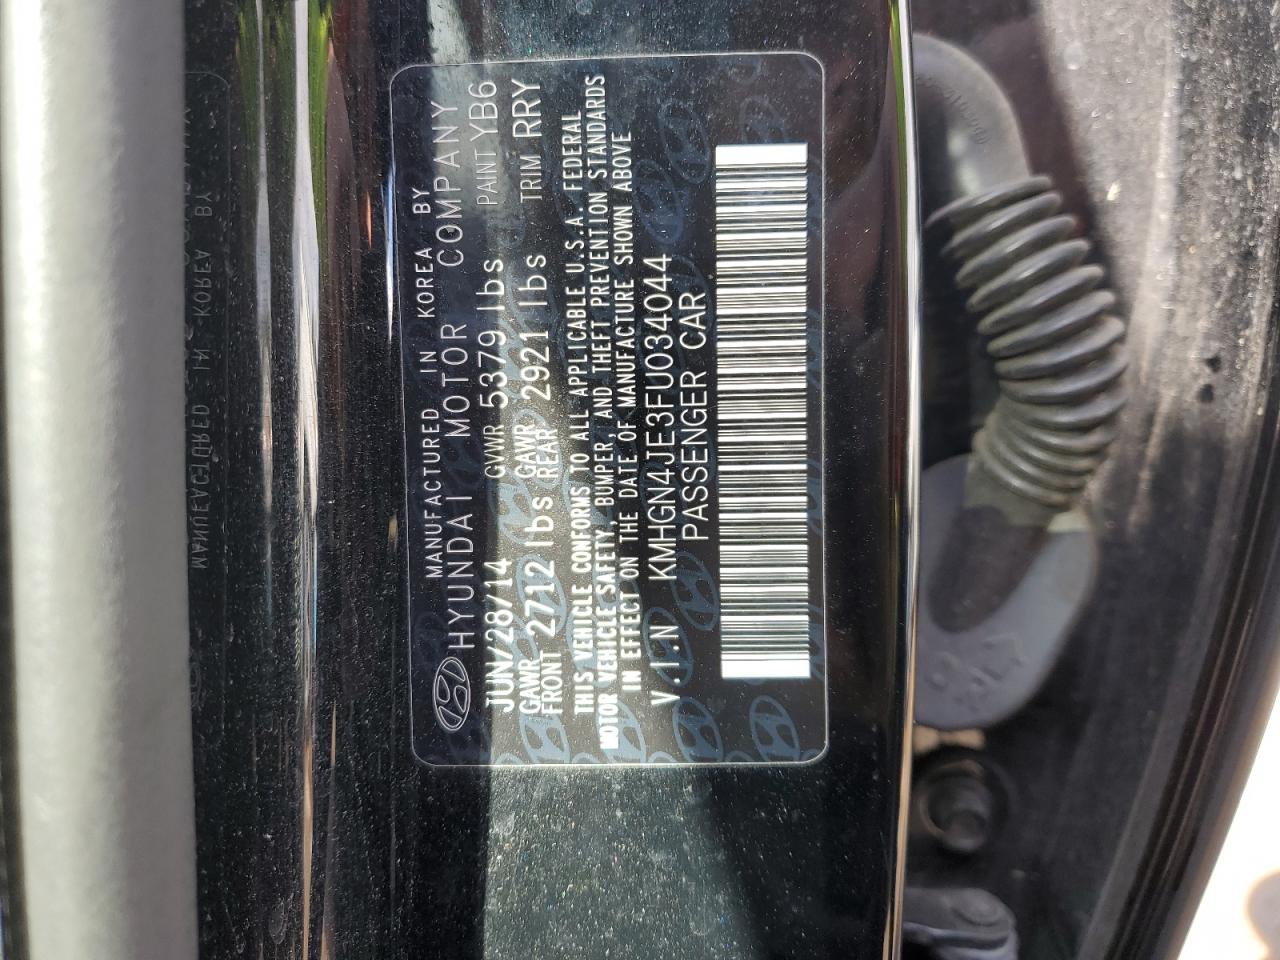 MANUFACTURED IN KOREA BY
HYUNDAI MOTOR COMPANY
JUN/28/14 GVWR 5379 lbs PAINT YB6
GAWR FRONT 2712 lbs GAWR REAR 2921 lbs TRIM RRY
THIS VEHICLE CONFORMS TO ALL APPLICABLE U.S.A. FEDERAL
MOTOR VEHICLE SAFETY, BUMPER, AND THEFT PREVENTION STANDARDS
IN EFFECT ON THE DATE OF MANUFACTURE SHOWN ABOVE
V.I.N KMHGN4JE3FU034044
PASSENGER CAR
MANUFACTURED IN KOREA BY